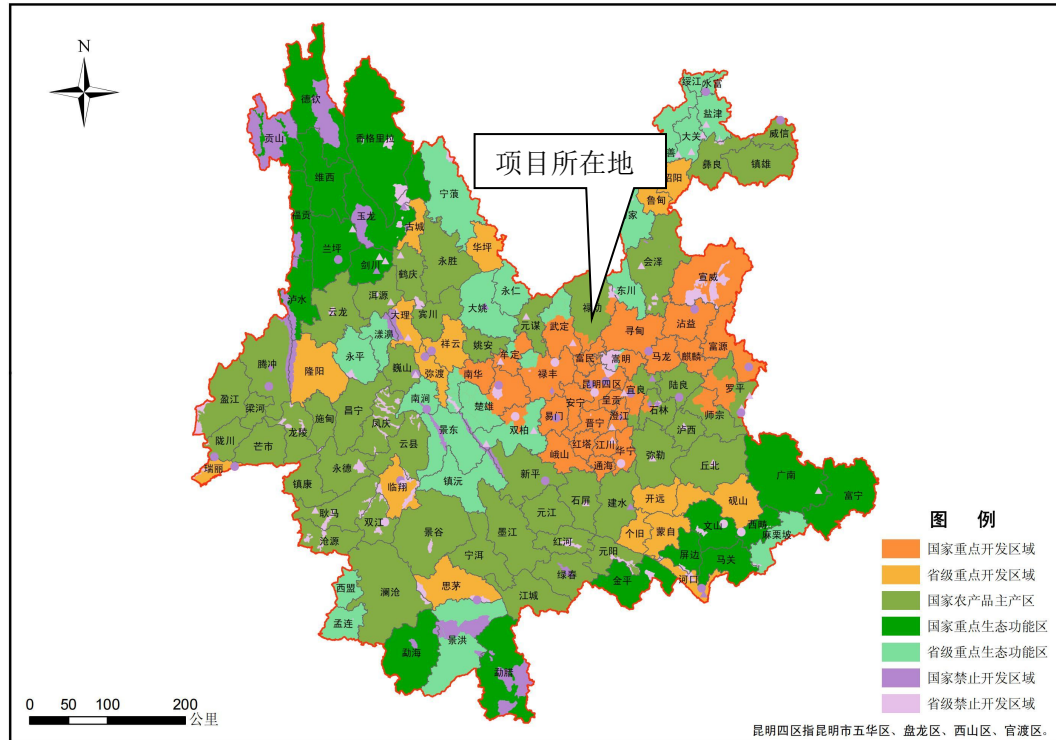 N
项目所在地
德钦
贡山
香格里拉
维西
福贡
玉龙
兰坪
剑川
泸水
宁蒗
古城
华坪
永胜
鹤庆
洱源
云龙
大理
宾川
漾濞
永平
祥云
巍山
弥渡
南涧
隆阳
腾冲
盈江
梁河
陇川
芒市
龙陵
施甸
昌宁
凤庆
云县
瑞丽
镇康
永德
临翔
耿马
双江
沧源
西盟
孟连
澜沧
景谷
宁洱
思茅
墨江
江城
勐海
景洪
勐腊
景东
镇沅
大姚
永仁
元谋
武定
姚安
牟定
南华
楚雄
双柏
禄丰
禄劝
富民
嵩明
寻甸
昆明四区
安宁
呈贡
宜良
晋宁
澄江
易门
红塔
江川
华宁
峨山
通海
新平
元江
石屏
建水
红河
元阳
绿春
金平
个旧
蒙自
开远
屏边
河口
弥勒
泸西
石林
陆良
师宗
罗平
丘北
砚山
文山
西畴
麻栗坡
马关
广南
富宁
马龙
麒麟
富源
沾益
宣威
会泽
东川
家
鲁甸
昭阳
善
大关
盐津
绥江
水富
彝良
镇雄
威信
图 例
国家重点开发区域
省级重点开发区域
国家农产品主产区
国家重点生态功能区
省级重点生态功能区
国家禁止开发区域
省级禁止开发区域
0 50 100 200
公里
昆明四区指昆明市五华区、盘龙区、西山区、官渡区。